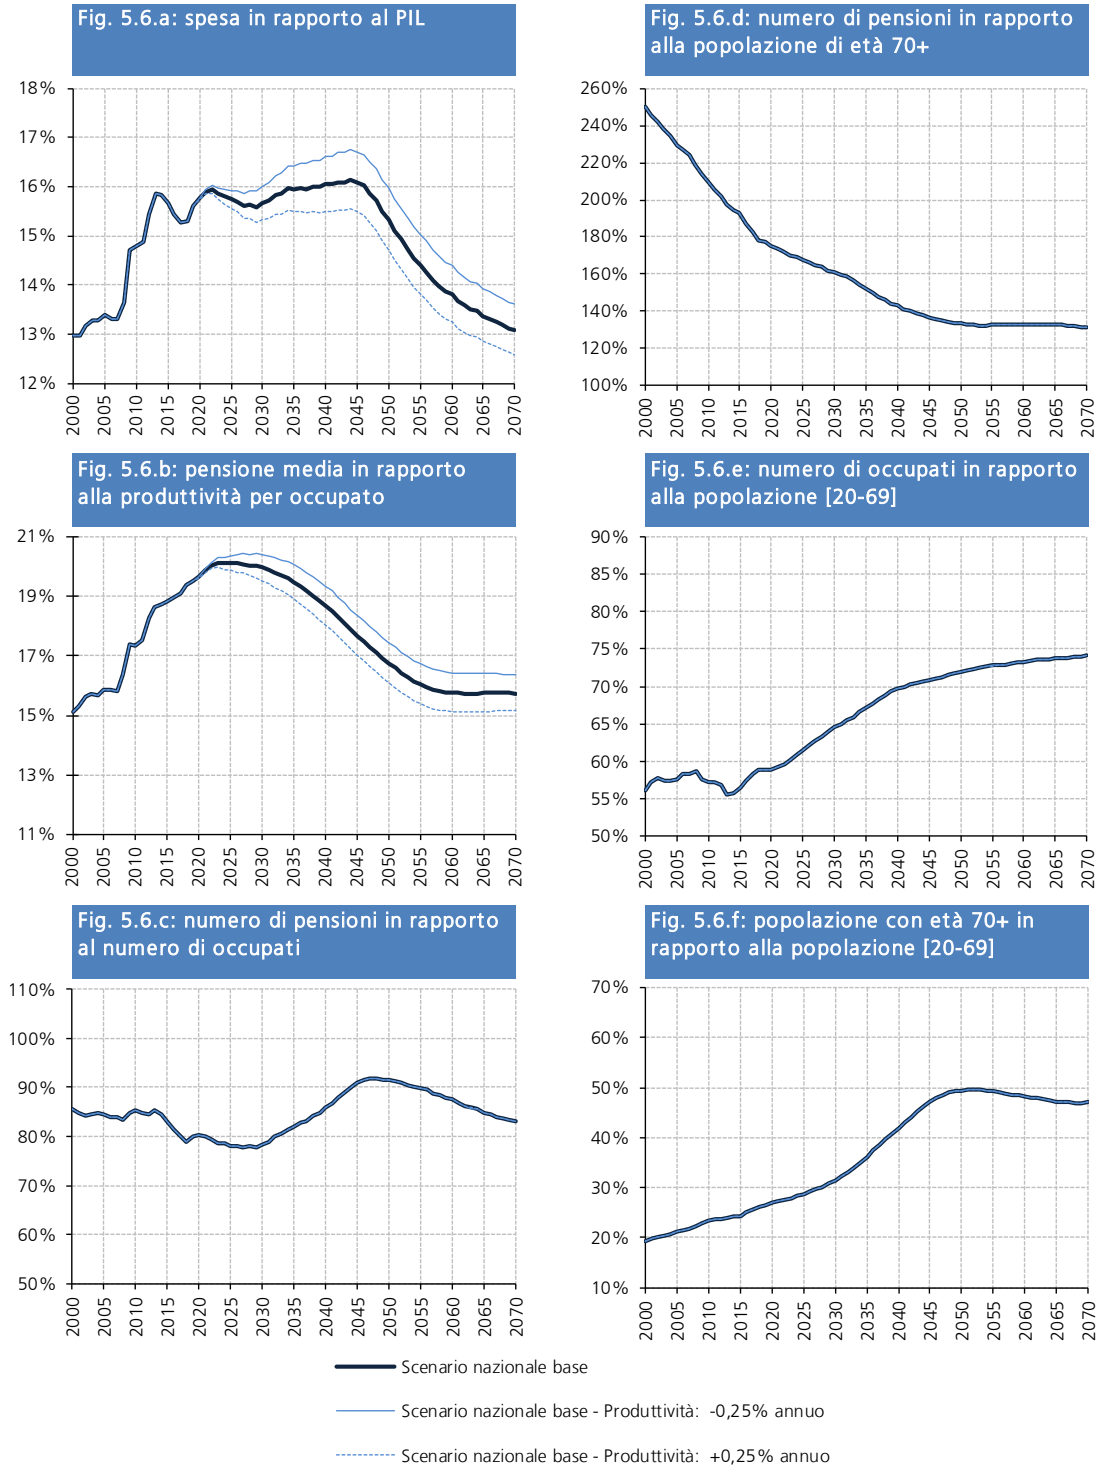 Fig. 5.6.a: spesa in rapporto al PIL
18%
17%
16%
15%
14%
13%
12%
2000 2005 2010 2015 2020 2025 2030 2035 2040 2045 2050 2055 2060 2065 2070
Fig. 5.6.d: numero di pensioni in rapporto
alla popolazione di età 70+
260%
240%
220%
200%
180%
160%
140%
120%
100%
2000 2005 2010 2015 2020 2025 2030 2035 2040 2045 2050 2055 2060 2065 2070
Fig. 5.6.b: pensione media in rapporto
alla produttività per occupato
21%
19%
17%
15%
13%
11%
2000 2005 2010 2015 2020 2025 2030 2035 2040 2045 2050 2055 2060 2065 2070
Fig. 5.6.e: numero di occupati in rapporto
alla popolazione [20-69]
90%
85%
80%
75%
70%
65%
60%
55%
50%
2000 2005 2010 2015 2020 2025 2030 2035 2040 2045 2050 2055 2060 2065 2070
Fig. 5.6.c: numero di pensioni in rapporto
al numero di occupati
110%
100%
90%
80%
70%
60%
50%
2000 2005 2010 2015 2020 2025 2030 2035 2040 2045 2050 2055 2060 2065 2070
Fig. 5.6.f: popolazione con età 70+ in
rapporto alla popolazione [20-69]
70%
60%
50%
40%
30%
20%
10%
2000 2005 2010 2015 2020 2025 2030 2035 2040 2045 2050 2055 2060 2065 2070
Scenario nazionale base
Scenario nazionale base - Produttività: -0,25% annuo
Scenario nazionale base - Produttività: +0,25% annuo